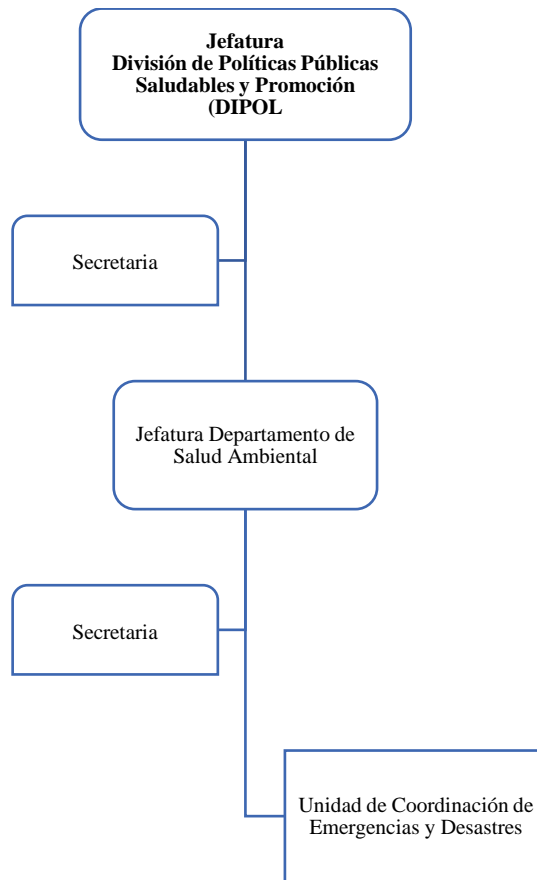 Jefatura
División de Políticas Públicas
Saludables y Promoción
(DIPOL
Secretaria
Jefatura Departamento de
Salud Ambiental
Secretaria
Unidad de Coordinación de
Emergencias y Desastres